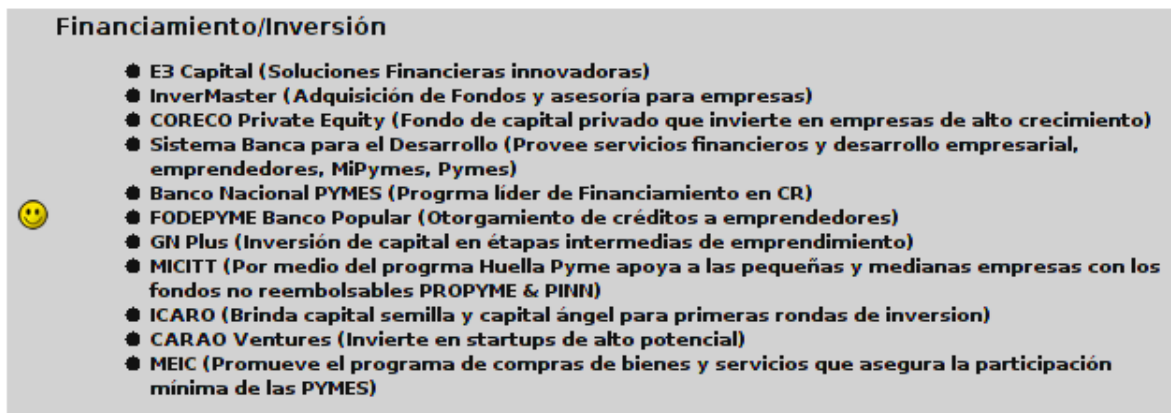 Financiamiento/Inversión
● E3 Capital (Soluciones Financieras innovadoras)
● InverMaster (Adquisición de Fondos y asesoría para empresas)
● CORECO Private Equity (Fondo de capital privado que invierte en empresas de alto crecimiento)
● Sistema Banca para el Desarrollo (Provee servicios financieros y desarrollo empresarial,
emprendedores, MiPymes, Pymes)
● Banco Nacional PYMES (Progrma líder de Financiamiento en CR)
● FODEPYME Banco Popular (Otorgamiento de créditos a emprendedores)
● GN Plus (Inversión de capital en étapas intermedias de emprendimiento)
● MICITT (Por medio del progrma Huella Pyme apoya a las pequeñas y medianas empresas con los
fondos no reembolsables PROPYME & PINN)
● ICARO (Brinda capital semilla y capital ángel para primeras rondas de inversion)
● CARAO Ventures (Invierte en startups de alto potencial)
● MEIC (Promueve el programa de compras de bienes y servicios que asegura la participación
mínima de las PYMES)